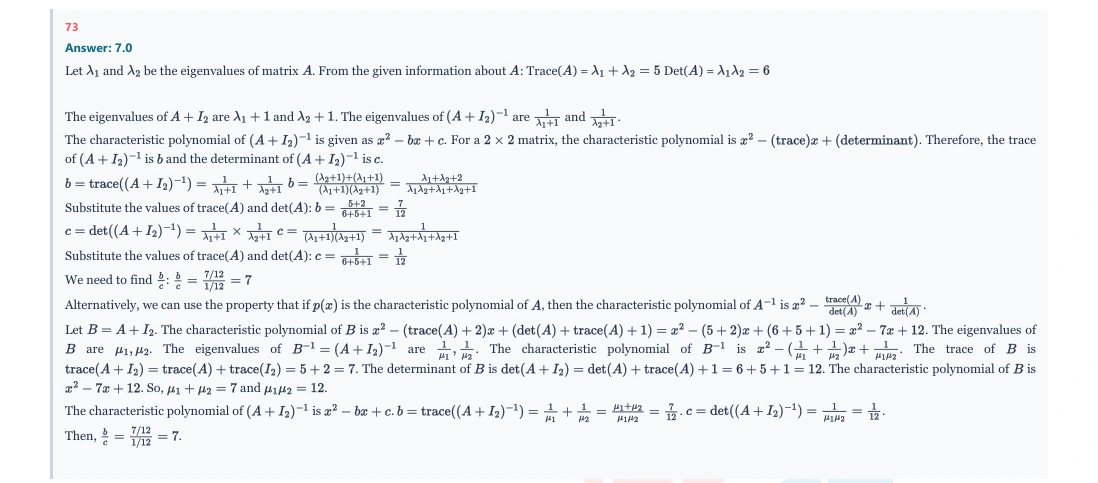 73
Answer: 7.0
Let λ₁ and λ₂ be the eigenvalues of matrix A. From the given information about A: Trace(A) = λ₁ + λ₂ = 5 Det(A) = λ₁λ₂ = 6
The eigenvalues of A + I₂ are λ₁ + 1 and λ₂ + 1. The eigenvalues of (A + I₂)⁻¹ are 1/(λ₁+1) and 1/(λ₂+1).
The characteristic polynomial of (A + I₂)⁻¹ is given as x² − bx + c. For a 2 × 2 matrix, the characteristic polynomial is x² − (trace)x + (determinant). Therefore, the trace
of (A + I₂)⁻¹ is b and the determinant of (A + I₂)⁻¹ is c.
b = trace((A + I₂)⁻¹) = 1/(λ₁+1) + 1/(λ₂+1) b = ((λ₂+1)+(λ₁+1))/((λ₁+1)(λ₂+1)) = (λ₁+λ₂+2)/(λ₁λ₂+λ₁+λ₂+1)
Substitute the values of trace(A) and det(A): b = (5+2)/(6+5+1) = 7/12
c = det((A + I₂)⁻¹) = 1/(λ₁+1) × 1/(λ₂+1) c = 1/((λ₁+1)(λ₂+1)) = 1/(λ₁λ₂+λ₁+λ₂+1)
Substitute the values of trace(A) and det(A): c = 1/(6+5+1) = 1/12
We need to find b/c: b/c = (7/12)/(1/12) = 7
Alternatively, we can use the property that if p(x) is the characteristic polynomial of A, then the characteristic polynomial of A⁻¹ is x² − trace(A)/det(A) x + 1/det(A).
Let B = A + I₂. The characteristic polynomial of B is x² − (trace(A) + 2)x + (det(A) + trace(A) + 1) = x² − (5 + 2)x + (6 + 5 + 1) = x² − 7x + 12. The eigenvalues of
B are μ₁, μ₂. The eigenvalues of B⁻¹ = (A + I₂)⁻¹ are 1/μ₁, 1/μ₂. The characteristic polynomial of B⁻¹ is x² − (1/μ₁ + 1/μ₂)x + 1/(μ₁μ₂). The trace of B is
trace(A + I₂) = trace(A) + trace(I₂) = 5 + 2 = 7. The determinant of B is det(A + I₂) = det(A) + trace(A) + 1 = 6 + 5 + 1 = 12. The characteristic polynomial of B is
x² − 7x + 12. So, μ₁ + μ₂ = 7 and μ₁μ₂ = 12.
The characteristic polynomial of (A + I₂)⁻¹ is x² − bx + c. b = trace((A + I₂)⁻¹) = 1/μ₁ + 1/μ₂ = (μ₁+μ₂)/(μ₁μ₂) = 7/12. c = det((A + I₂)⁻¹) = 1/(μ₁μ₂) = 1/12.
Then, b/c = (7/12)/(1/12) = 7.